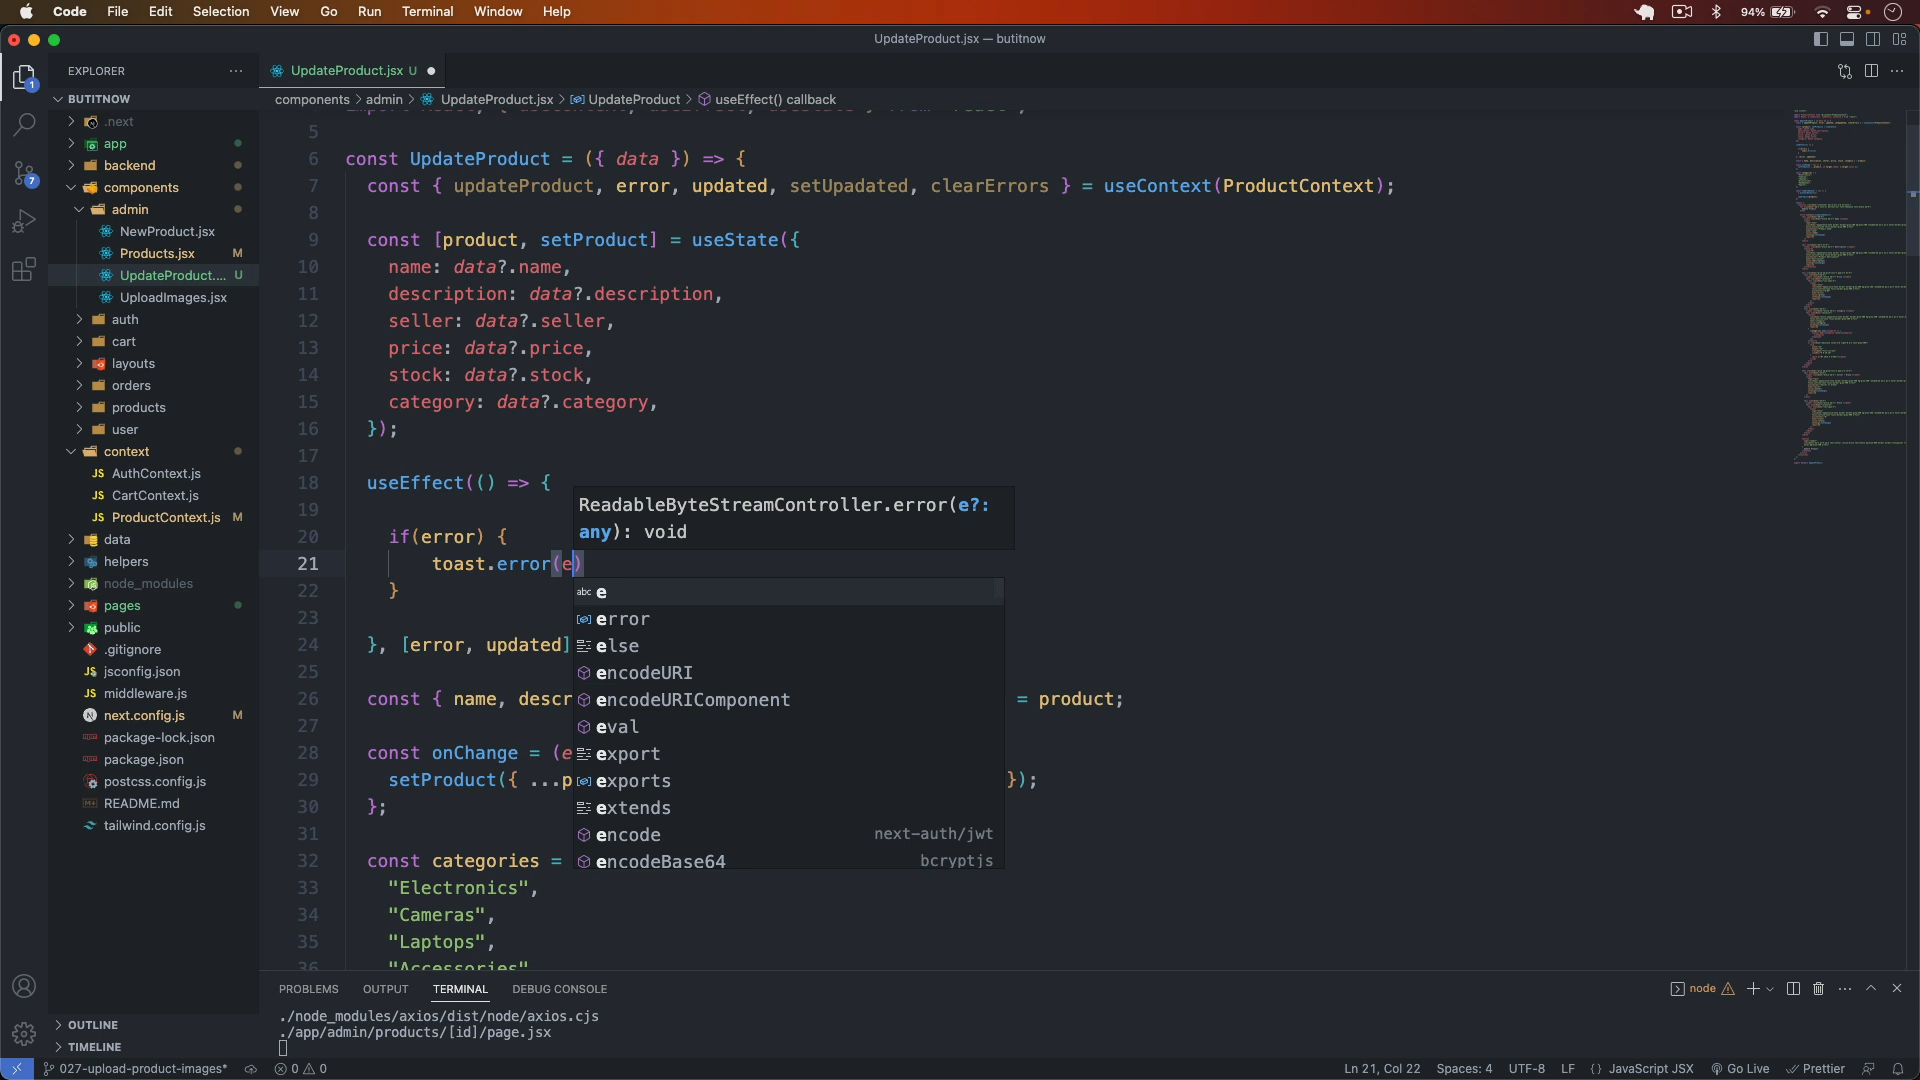 Code File Edit Selection View Go Run Terminal Window Help 94%
UpdateProduct.jsx — butitnow
EXPLORER
UpdateProduct.jsx U
BUTITNOW
components > admin > UpdateProduct.jsx > UpdateProduct > useEffect() callback
.next
app
backend
components
admin
NewProduct.jsx
Products.jsx M
UpdateProduct.... U
UploadImages.jsx
auth
cart
layouts
orders
products
user
context
AuthContext.js
CartContext.js
ProductContext.js M
data
helpers
node_modules
pages
public
.gitignore
jsconfig.json
middleware.js
next.config.js M
package-lock.json
package.json
postcss.config.js
README.md
tailwind.config.js
OUTLINE
TIMELINE
1
7
5
6 const UpdateProduct = ({ data }) => {
7 const { updateProduct, error, updated, setUpadated, clearErrors } = useContext(ProductContext);
8
9 const [product, setProduct] = useState({
10 name: data?.name,
11 description: data?.description,
12 seller: data?.seller,
13 price: data?.price,
14 stock: data?.stock,
15 category: data?.category,
16 });
17
18 useEffect(() => {
19
20 if(error) {
21 toast.error(e)
22 }
23
24 }, [error, updated]
25
26 const { name, descr = product;
27
28 const onChange = (e
29 setProduct({ ...p });
30 };
31
32 const categories =
33 "Electronics",
34 "Cameras",
35 "Laptops",
36 "Accessories"
ReadableByteStreamController.error(e?:
any): void
abc e
error
else
encodeURI
encodeURIComponent
eval
export
exports
extends
encode next-auth/jwt
encodeBase64 bcryptjs
PROBLEMS OUTPUT TERMINAL DEBUG CONSOLE node
./node_modules/axios/dist/node/axios.cjs
./app/admin/products/[id]/page.jsx
027-upload-product-images* 0 0 Ln 21, Col 22 Spaces: 4 UTF-8 LF {} JavaScript JSX Go Live Prettier